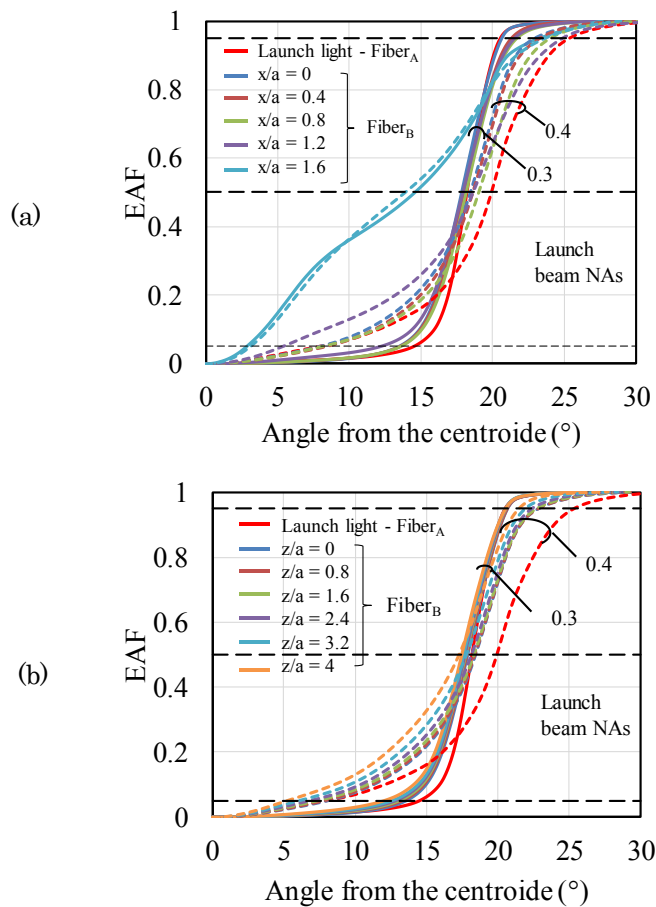 (a)
EAF
1
0.8
0.6
0.4
0.2
0
Launch light - FiberA
x/a = 0
x/a = 0.4
x/a = 0.8
x/a = 1.2
x/a = 1.6
FiberB
0.4
0.3
Launch
beam NAs
0 5 10 15 20 25 30
Angle from the centroide (°)
(b)
EAF
1
0.8
0.6
0.4
0.2
0
Launch light - FiberA
z/a = 0
z/a = 0.8
z/a = 1.6
z/a = 2.4
z/a = 3.2
z/a = 4
FiberB
0.4
0.3
Launch
beam NAs
0 5 10 15 20 25 30
Angle from the centroide (°)